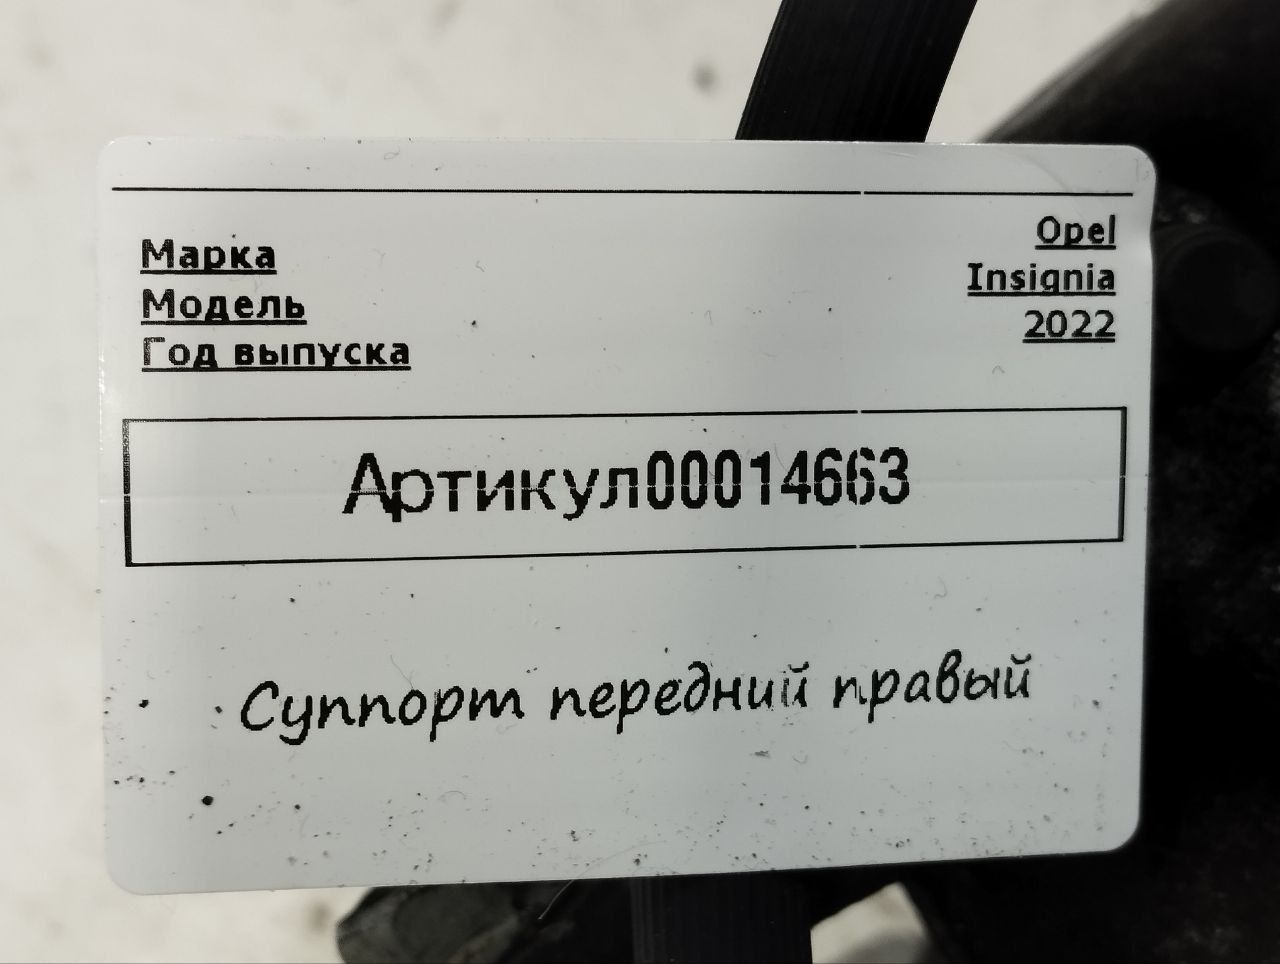 Марка Opel
Модель Insignia
Год выпуска 2022
Артикул00014663
Суппорт передний правый